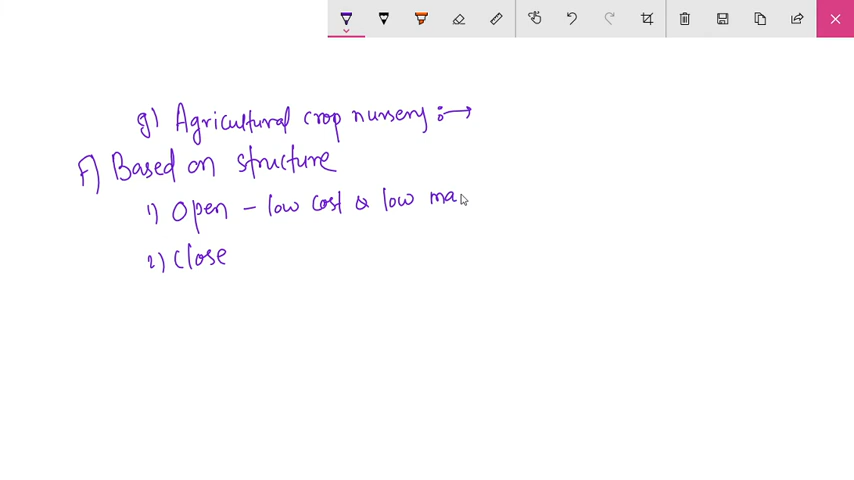 g) Agricultural crop nursery :→
F) Based on structure
1) Open - low cost & low ma
2) Close